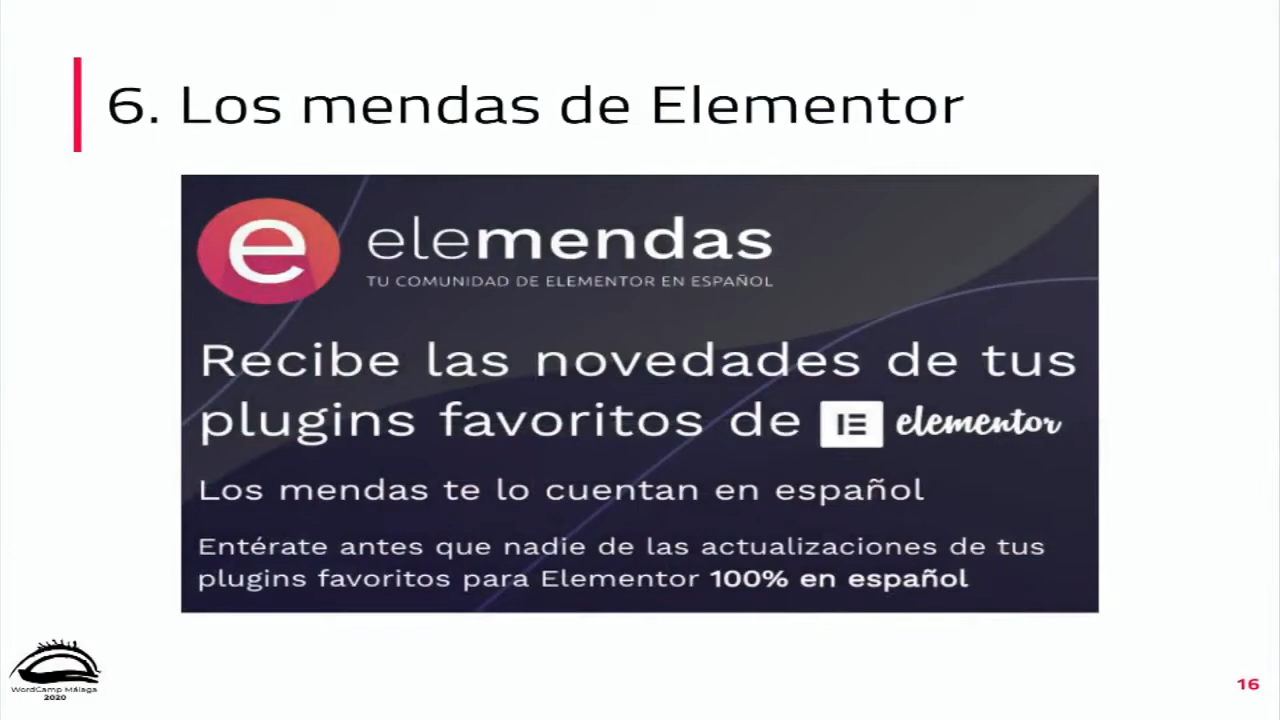 6. Los mendas de Elementor
e elemendas
TU COMUNIDAD DE ELEMENTOR EN ESPAÑOL
Recibe las novedades de tus
plugins favoritos de elementor
Los mendas te lo cuentan en español
Entérate antes que nadie de las actualizaciones de tus
plugins favoritos para Elementor 100% en español
WordCamp Málaga
2020
16